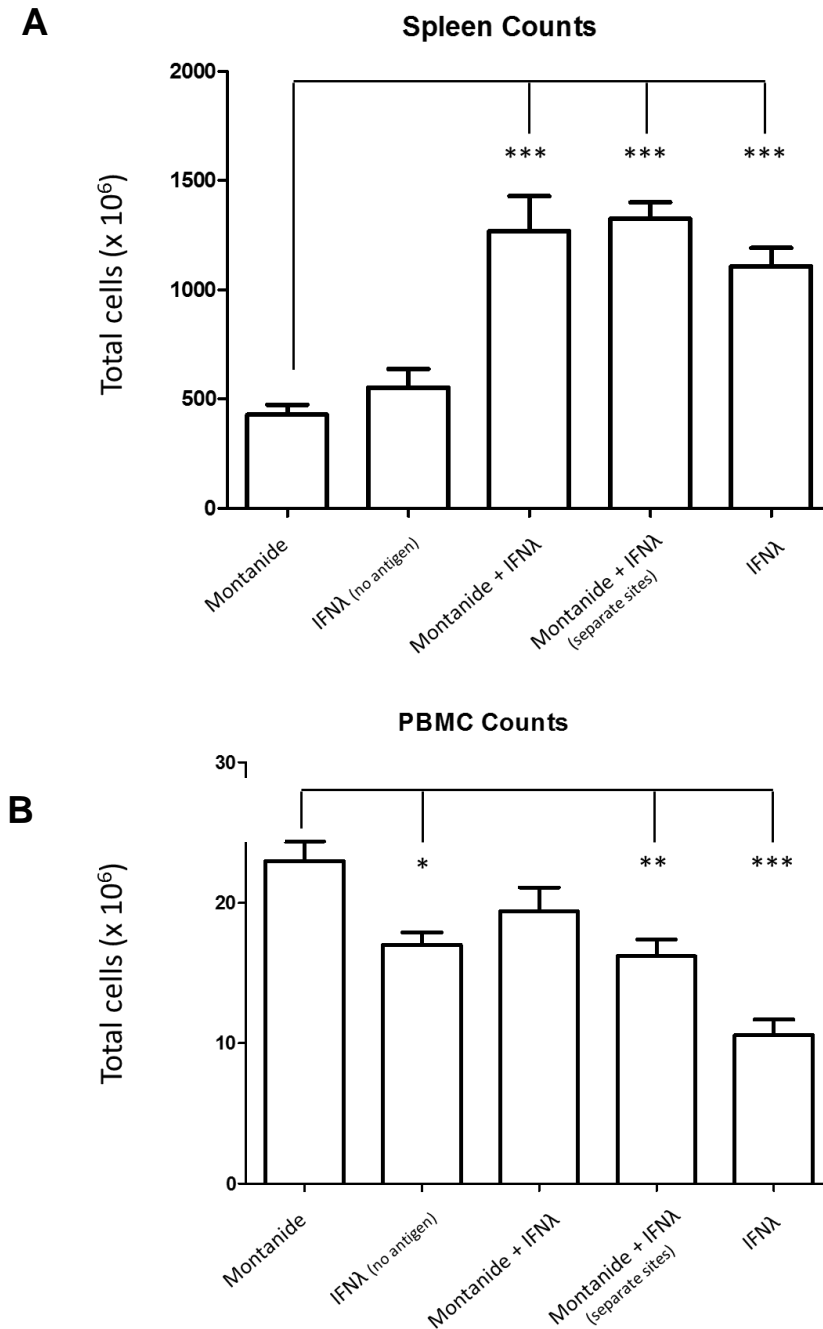 A
Spleen Counts
Total cells (x 10⁶)
2000
1500
1000
500
0
*** *** ***
Montanide
IFNλ (no antigen)
Montanide + IFNλ
Montanide + IFNλ
(separate sites)
IFNλ
PBMC Counts
B
Total cells (x 10⁶)
30
20
10
0
* ** ***
Montanide
IFNλ (no antigen)
Montanide + IFNλ
Montanide + IFNλ
(separate sites)
IFNλ